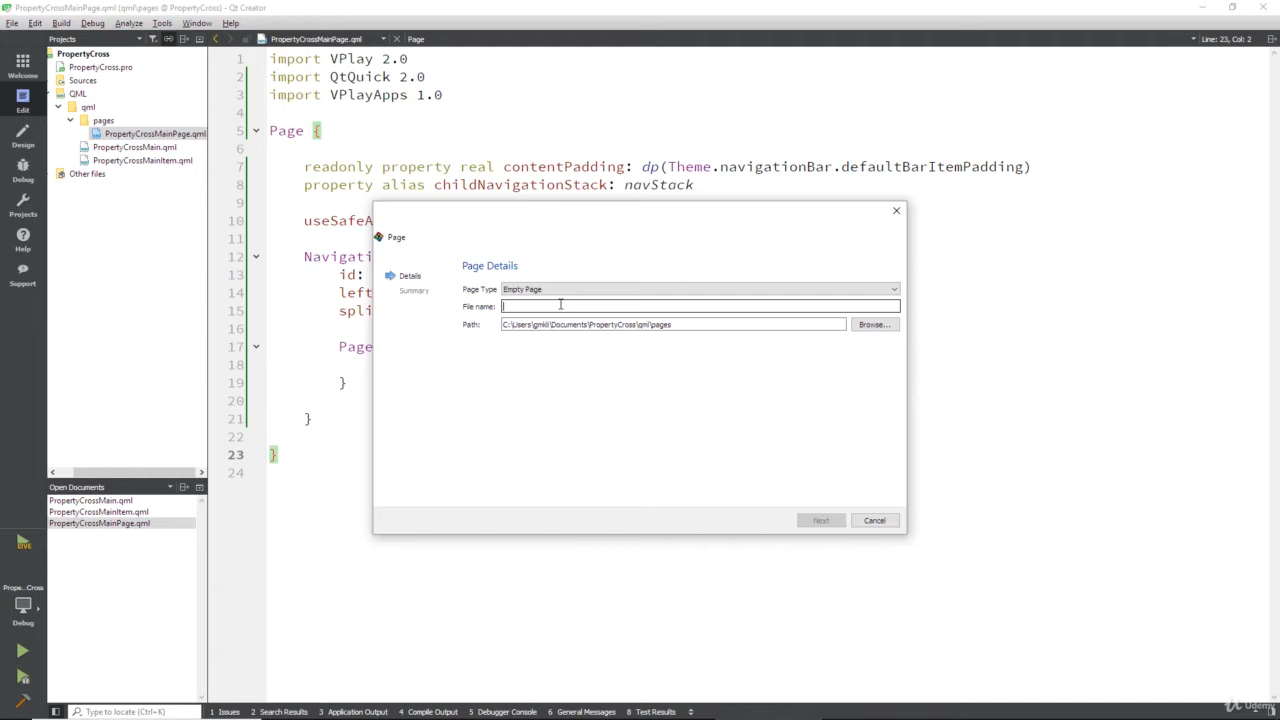 PropertyCrossMainPage.qml (qml\pages @ PropertyCross) - Qt Creator
File Edit Build Debug Analyze Tools Window Help
Projects
PropertyCrossMainPage.qml
Page
Line: 23, Col: 2
Welcome
Edit
Design
Debug
Projects
Help
Support
PropertyCross
PropertyCross.pro
Sources
QML
qml
pages
PropertyCrossMainPage.qml
PropertyCrossMain.qml
PropertyCrossMainItem.qml
Other files
1 import VPlay 2.0
2 import QtQuick 2.0
3 import VPlayApps 1.0
4
5 Page {
6
7 readonly property real contentPadding: dp(Theme.navigationBar.defaultBarItemPadding)
8 property alias childNavigationStack: navStack
9
10 useSafeA
11
12 Navigati
13 id:
14 left
15 spli
16
17 Page
18
19 }
20
21 }
22
23 }
24
Page
Details
Summary
Page Details
Page Type Empty Page
File name:
Path: C:\Users\gmkli\Documents\PropertyCross\qml\pages Browse...
Next Cancel
Open Documents
PropertyCrossMain.qml
PropertyCrossMainItem.qml
PropertyCrossMainPage.qml
LIVE
Prope...Cross
Debug
Type to locate (Ctrl+K)
1 Issues 2 Search Results 3 Application Output 4 Compile Output 5 Debugger Console 6 General Messages 8 Test Results
Udemy